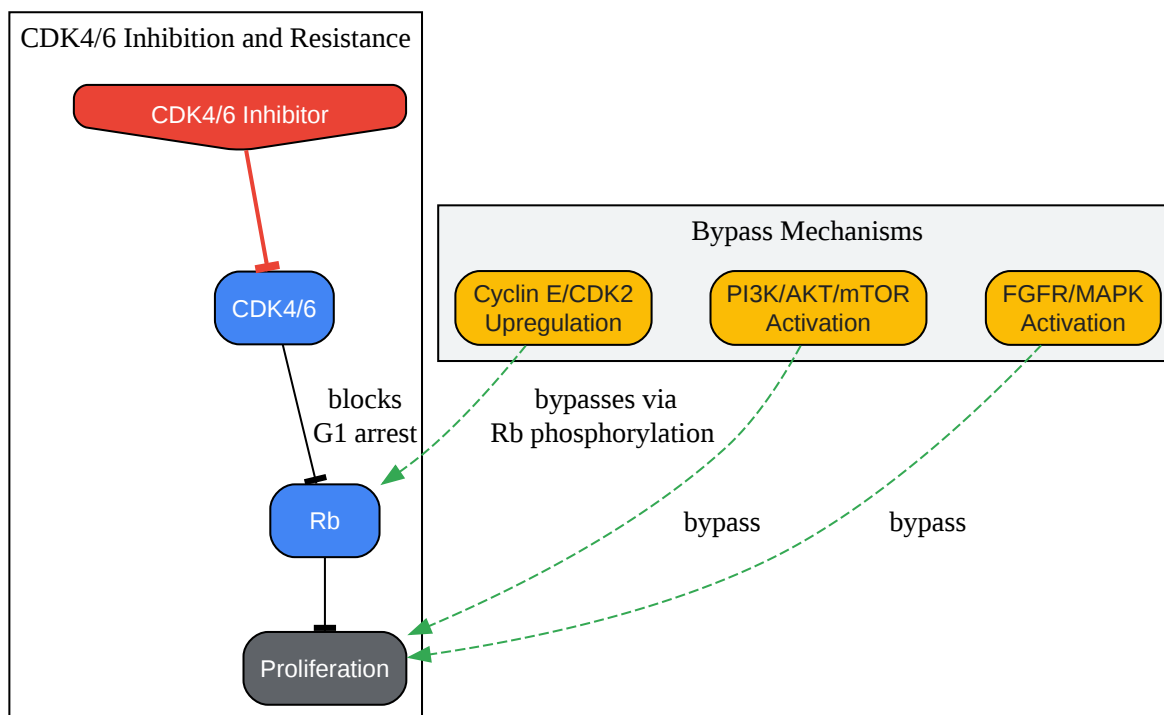 CDK4/6 Inhibition and Resistance
CDK4/6 Inhibitor
Bypass Mechanisms
CDK4/6
Cyclin E/CDK2
Upregulation
PI3K/AKT/mTOR
Activation
FGFR/MAPK
Activation
blocks
G1 arrest
bypasses via
Rb phosphorylation
Rb
bypass
bypass
Proliferation